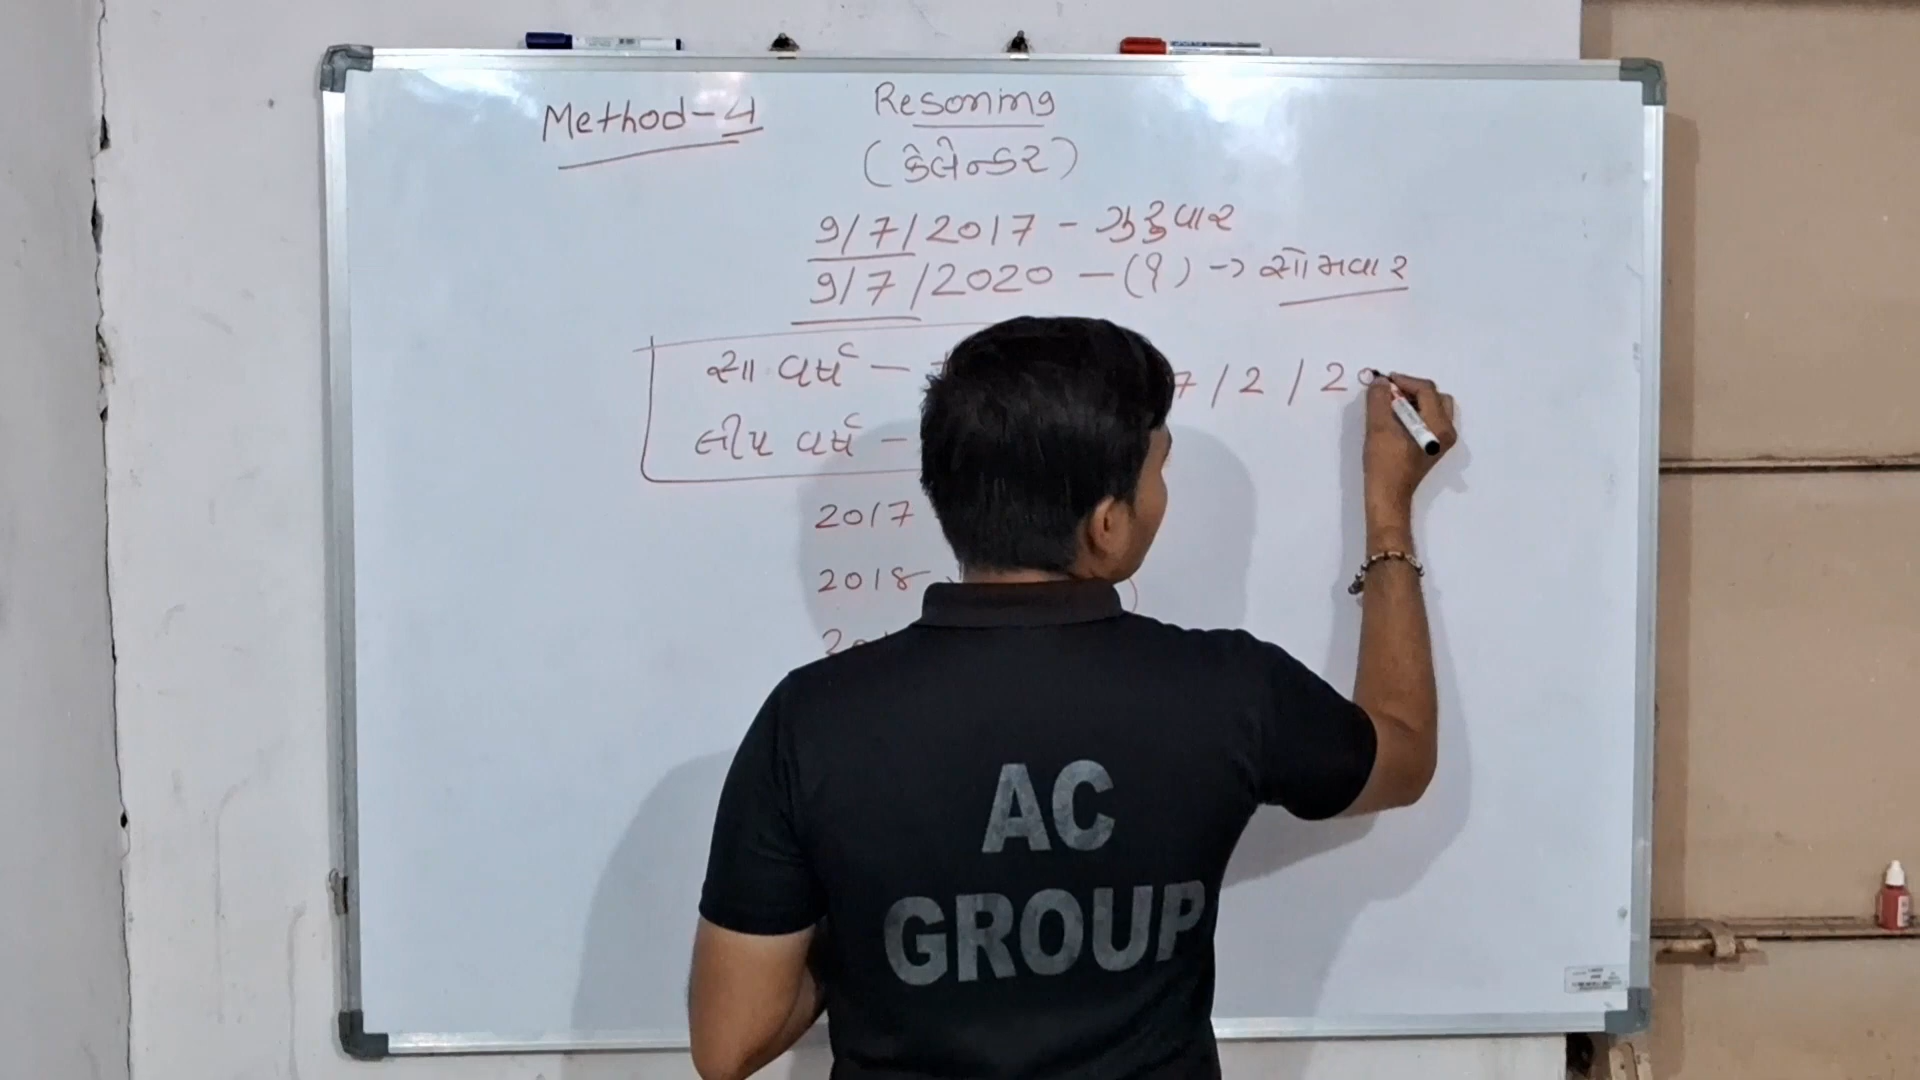 Method-4
Resoning
(કેલેન્ડર)
9/7/2017 - ગુરુવાર
9/7/2020 - (?) -> સોમવાર
સા વર્ષ -
લીપ વર્ષ -
7/2/20
2017
2018
AC
GROUP